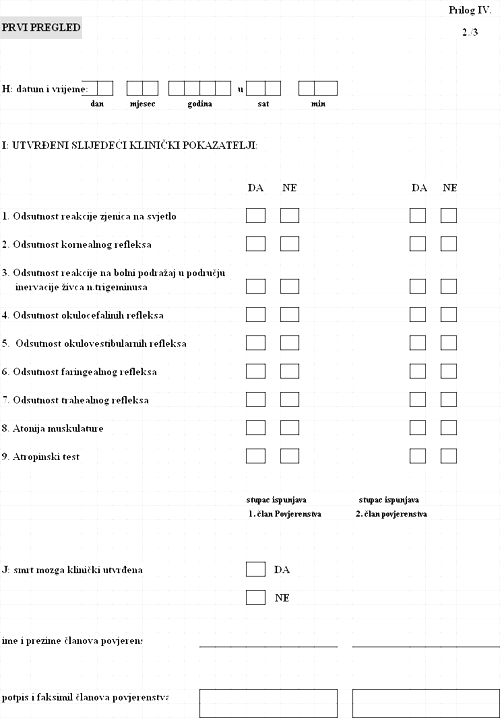 Prilog IV.
PRVI PREGLED
2./3
H: datum i vrijeme: u
dan mjesec godina sat min
I: UTVRĐENI SLIJEDEĆI KLINIČKI POKAZATELJI:
DA NE DA NE
1. Odsutnost reakcije zjenica na svjetlo
2. Odsutnost kornealnog refleksa
3. Odsutnost reakcije na bolni podražaj u području
inervacije živca n.trigeminusa
4. Odsutnost okulocefalinih refleksa
5. Odsutnost okulovestibularnih refleksa
6. Odsutnost faringealnog refleksa
7. Odsutnost trahealnog refleksa
8. Atonija muskulature
9. Atropinski test
stupac ispunjava stupac ispunjava
1. član Povjerenstva 2. član povjerenstva
J: smrt mozga klinički utvrđena DA
NE
ime i prezime članova povjeren:
potpis i faksimil članova povjerenstva